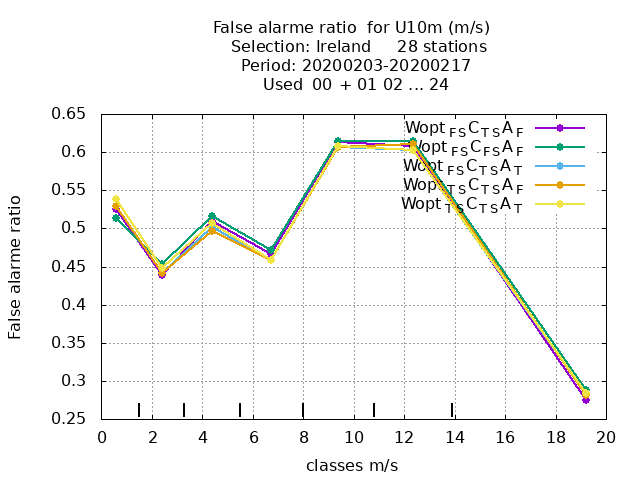 False alarme ratio  for U10m (m/s)
Selection: Ireland     28 stations
Period: 20200203-20200217
Used  00 + 01 02 ... 24
0.65
0.6
0.55
0.5
0.45
0.4
0.35
0.3
0.25
False alarme ratio
Wopt FS C TS A F
Wopt FS C FS A F
Wopt FS C TS A T
Wopt TS C TS A F
Wopt TS C TS A T
0 2 4 6 8 10 12 14 16 18 20
classes m/s